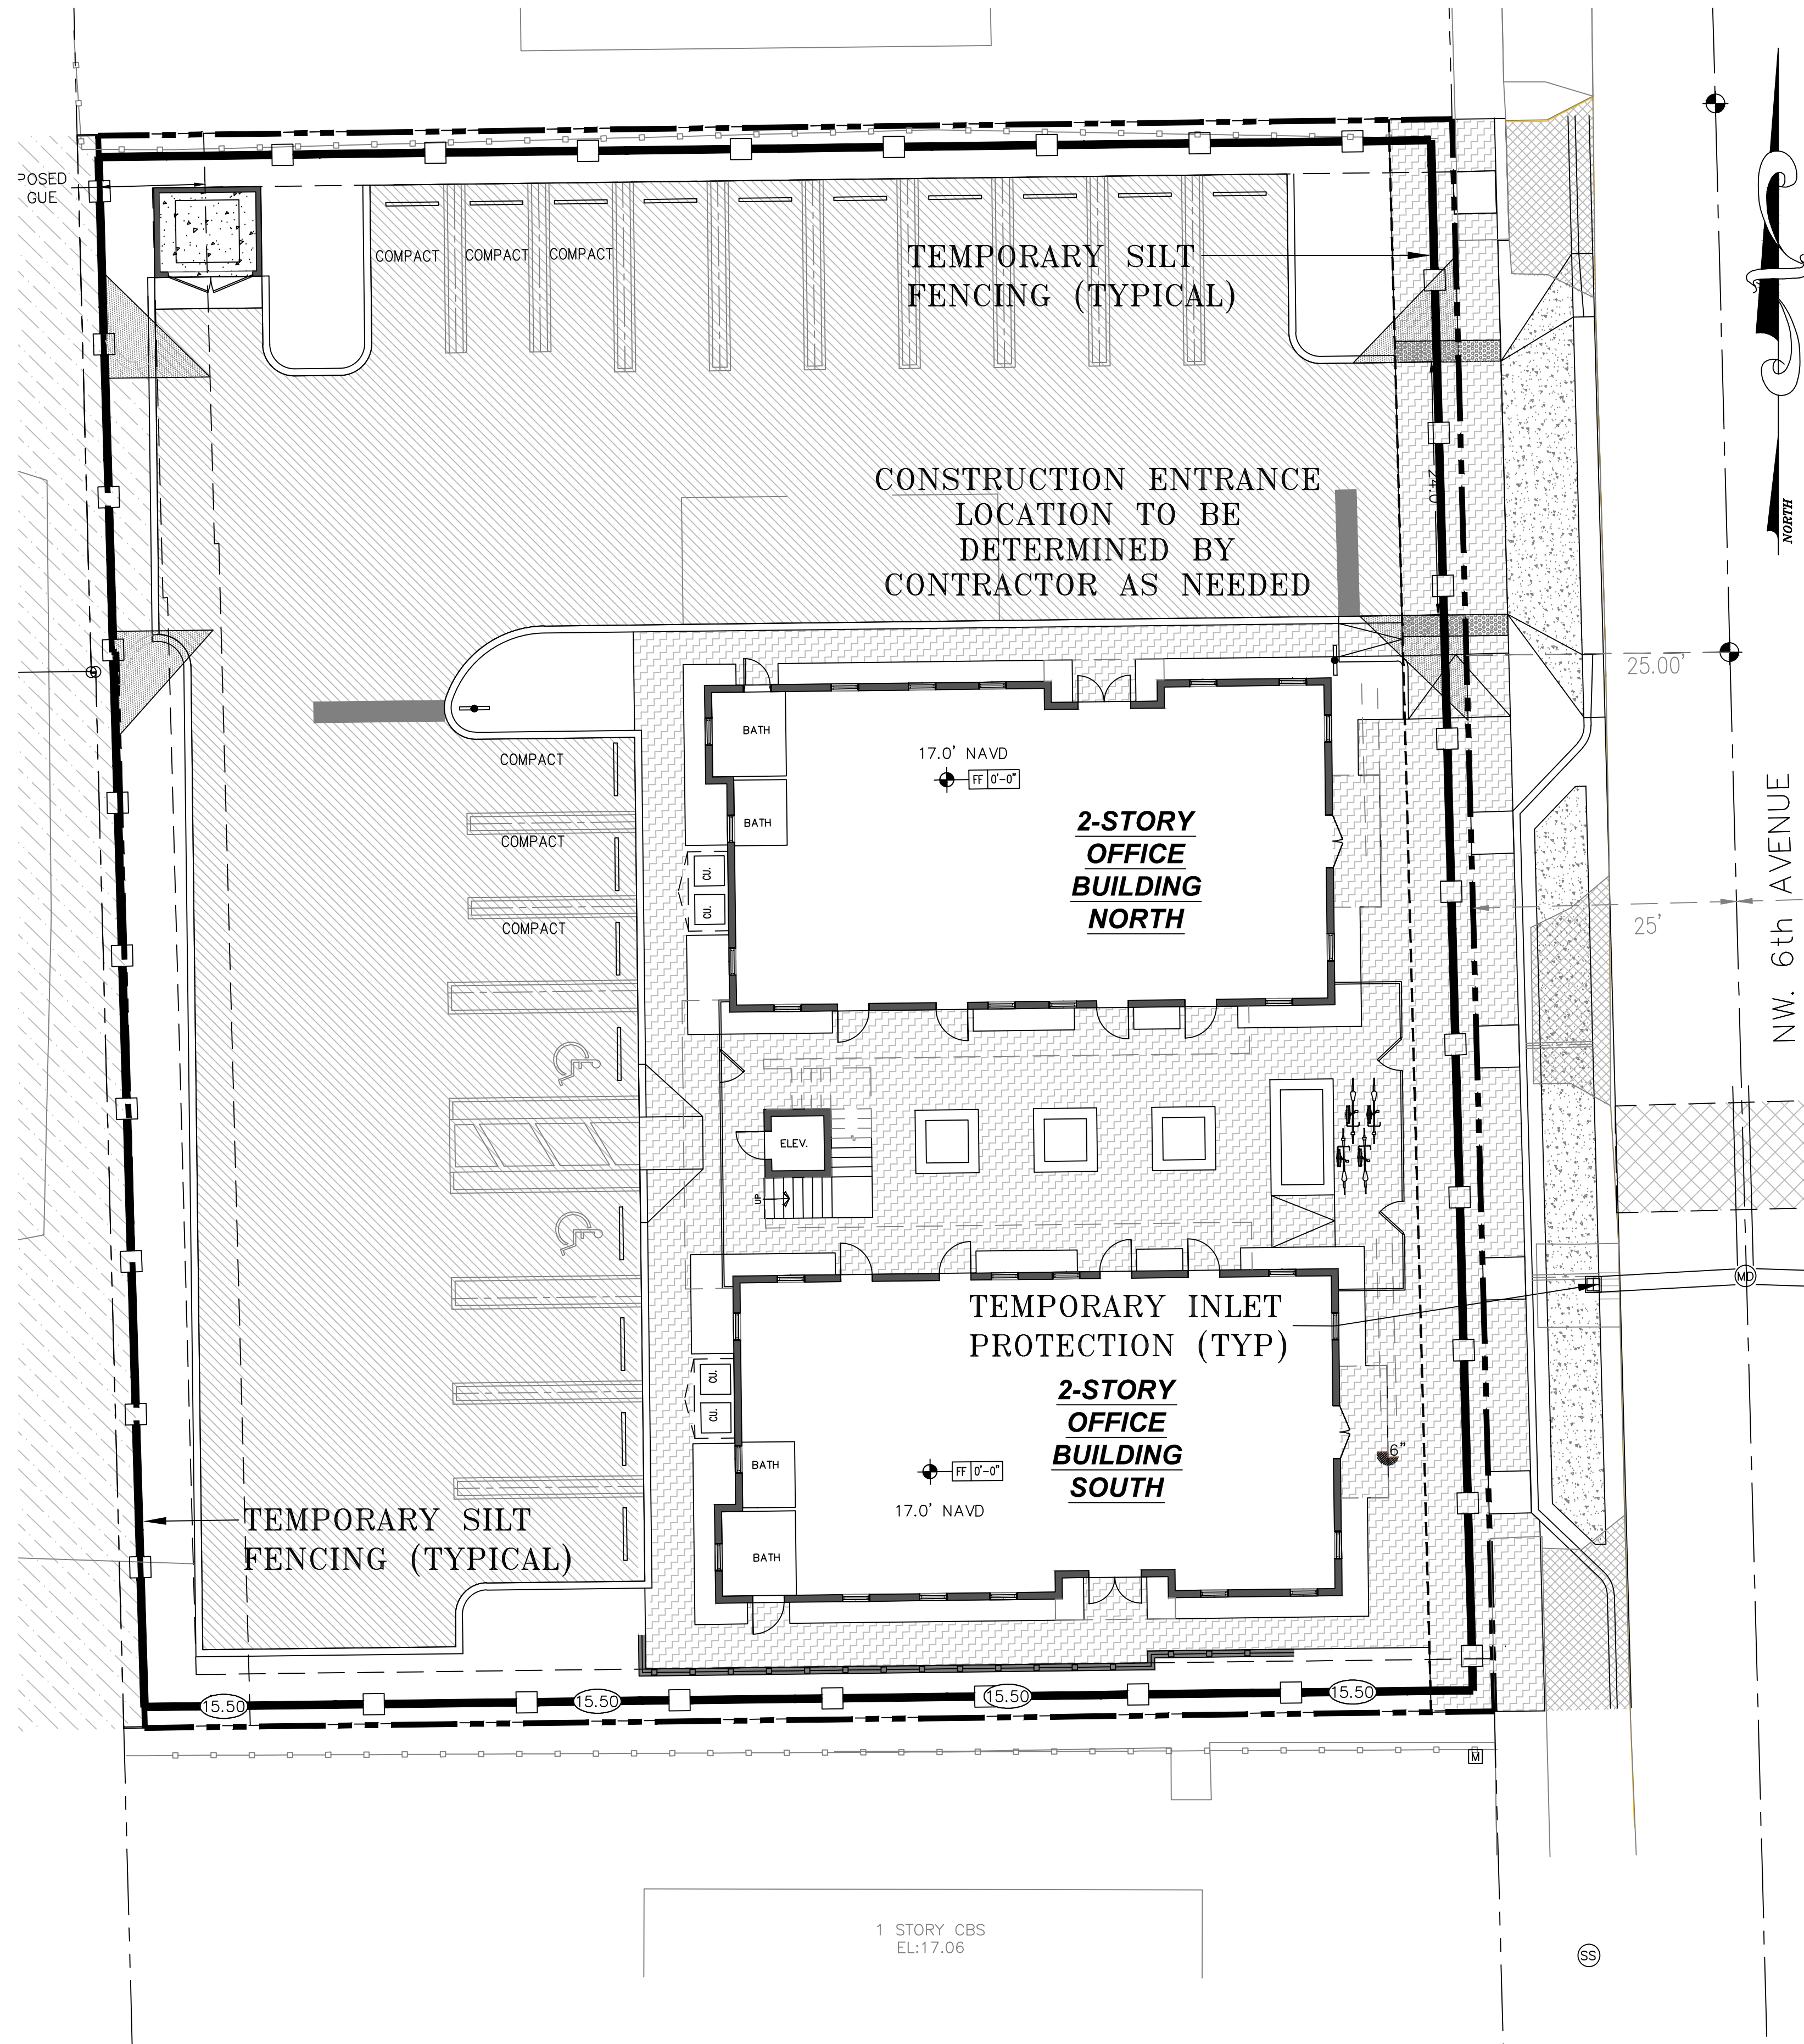 POSED
GUE
COMPACT
COMPACT
COMPACT
TEMPORARY SILT
FENCING (TYPICAL)
NORTH
CONSTRUCTION ENTRANCE
LOCATION TO BE
DETERMINED BY
CONTRACTOR AS NEEDED
24.0'
25.00'
BATH
BATH
17.0' NAVD
FF 0'-0"
COMPACT
COMPACT
COMPACT
CU.
CU.
2-STORY
OFFICE
BUILDING
NORTH
25'
NW. 6th AVENUE
ELEV.
UP
MD
TEMPORARY INLET
PROTECTION (TYP)
CU.
CU.
2-STORY
OFFICE
BUILDING
SOUTH
6"
BATH
BATH
FF 0'-0"
17.0' NAVD
TEMPORARY SILT
FENCING (TYPICAL)
15.50
15.50
15.50
15.50
M
1 STORY CBS
EL:17.06
SS